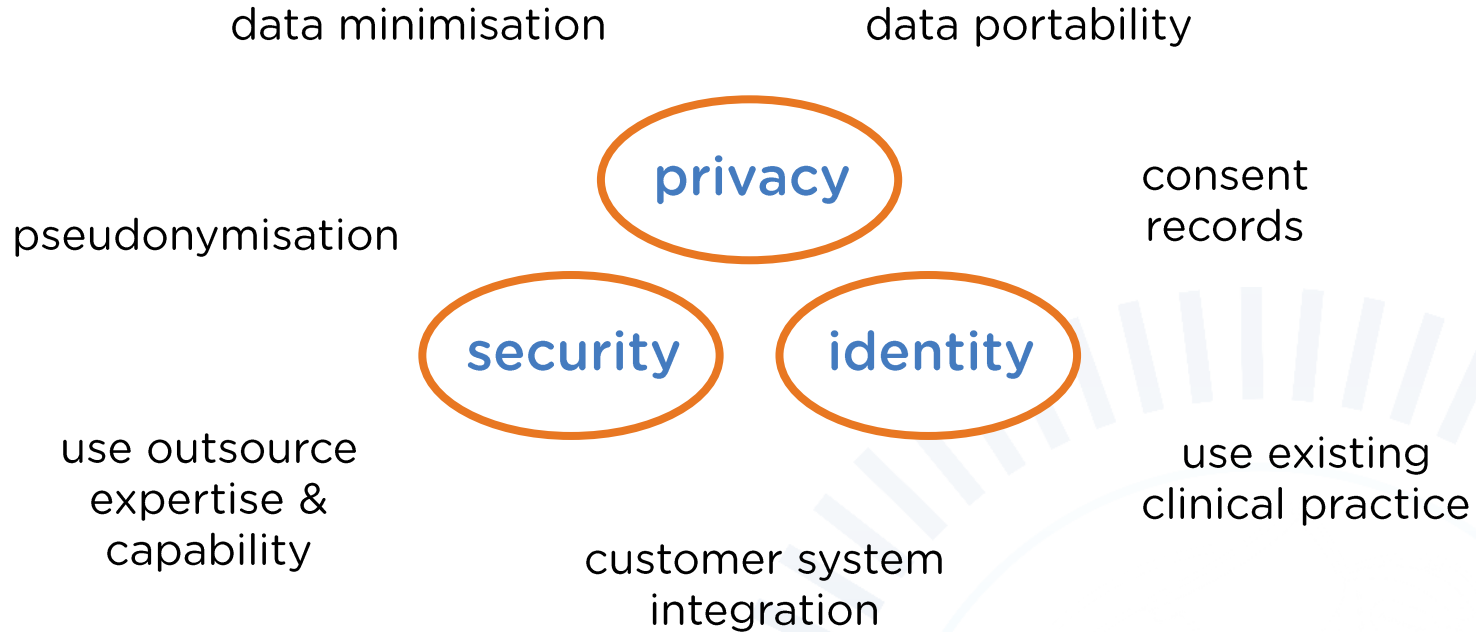 data minimisation
data portability
privacy
consent
records
pseudonymisation
security
identity
use outsource
expertise &
capability
use existing
clinical practice
customer system
integration